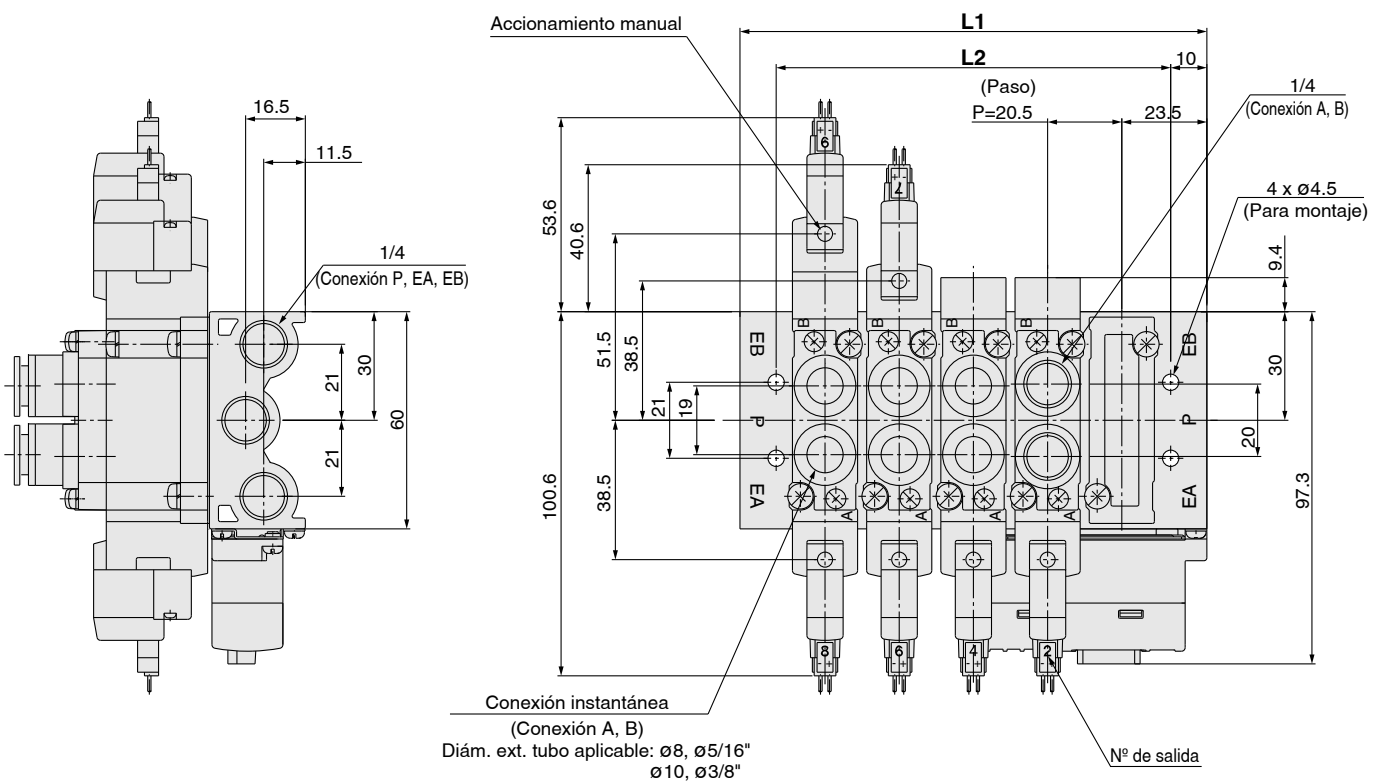 Accionamiento manual
L1
L2
10
(Paso)
P=20.5
23.5
1/4
(Conexión A, B)
16.5
11.5
1/4
(Conexión P, EA, EB)
4 x Ø4.5
(Para montaje)
53.6
40.6
9.4
51.5
38.5
21
30
60
21
100.6
38.5
21
19
30
20
97.3
9
7
B
B
B
B
EB
EB
P
P
EA
EA
A
A
A
A
8
6
4
2
Conexión instantánea
(Conexión A, B)
Diám. ext. tubo aplicable: Ø8, Ø5/16"
Ø10, Ø3/8"
Nº de salida